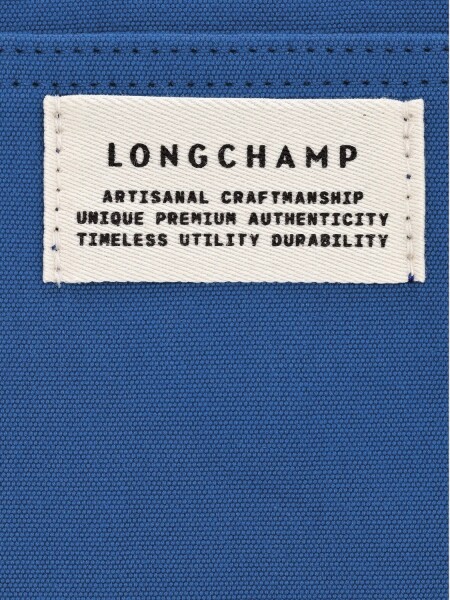 LONGCHAMP
ARTISANAL CRAFTMANSHIP
UNIQUE PREMIUM AUTHENTICITY
TIMELESS UTILITY DURABILITY